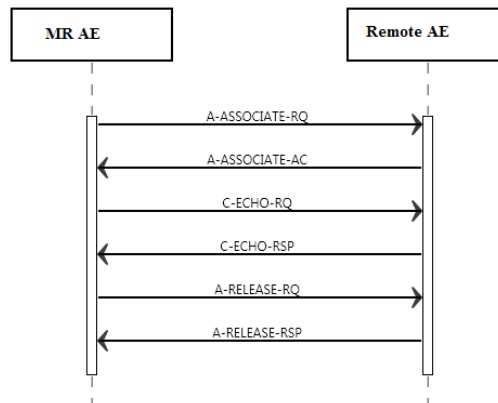 MR AE
Remote AE
A-ASSOCIATE-RQ
A-ASSOCIATE-AC
C-ECHO-RQ
C-ECHO-RSP
A-RELEASE-RQ
A-RELEASE-RSP